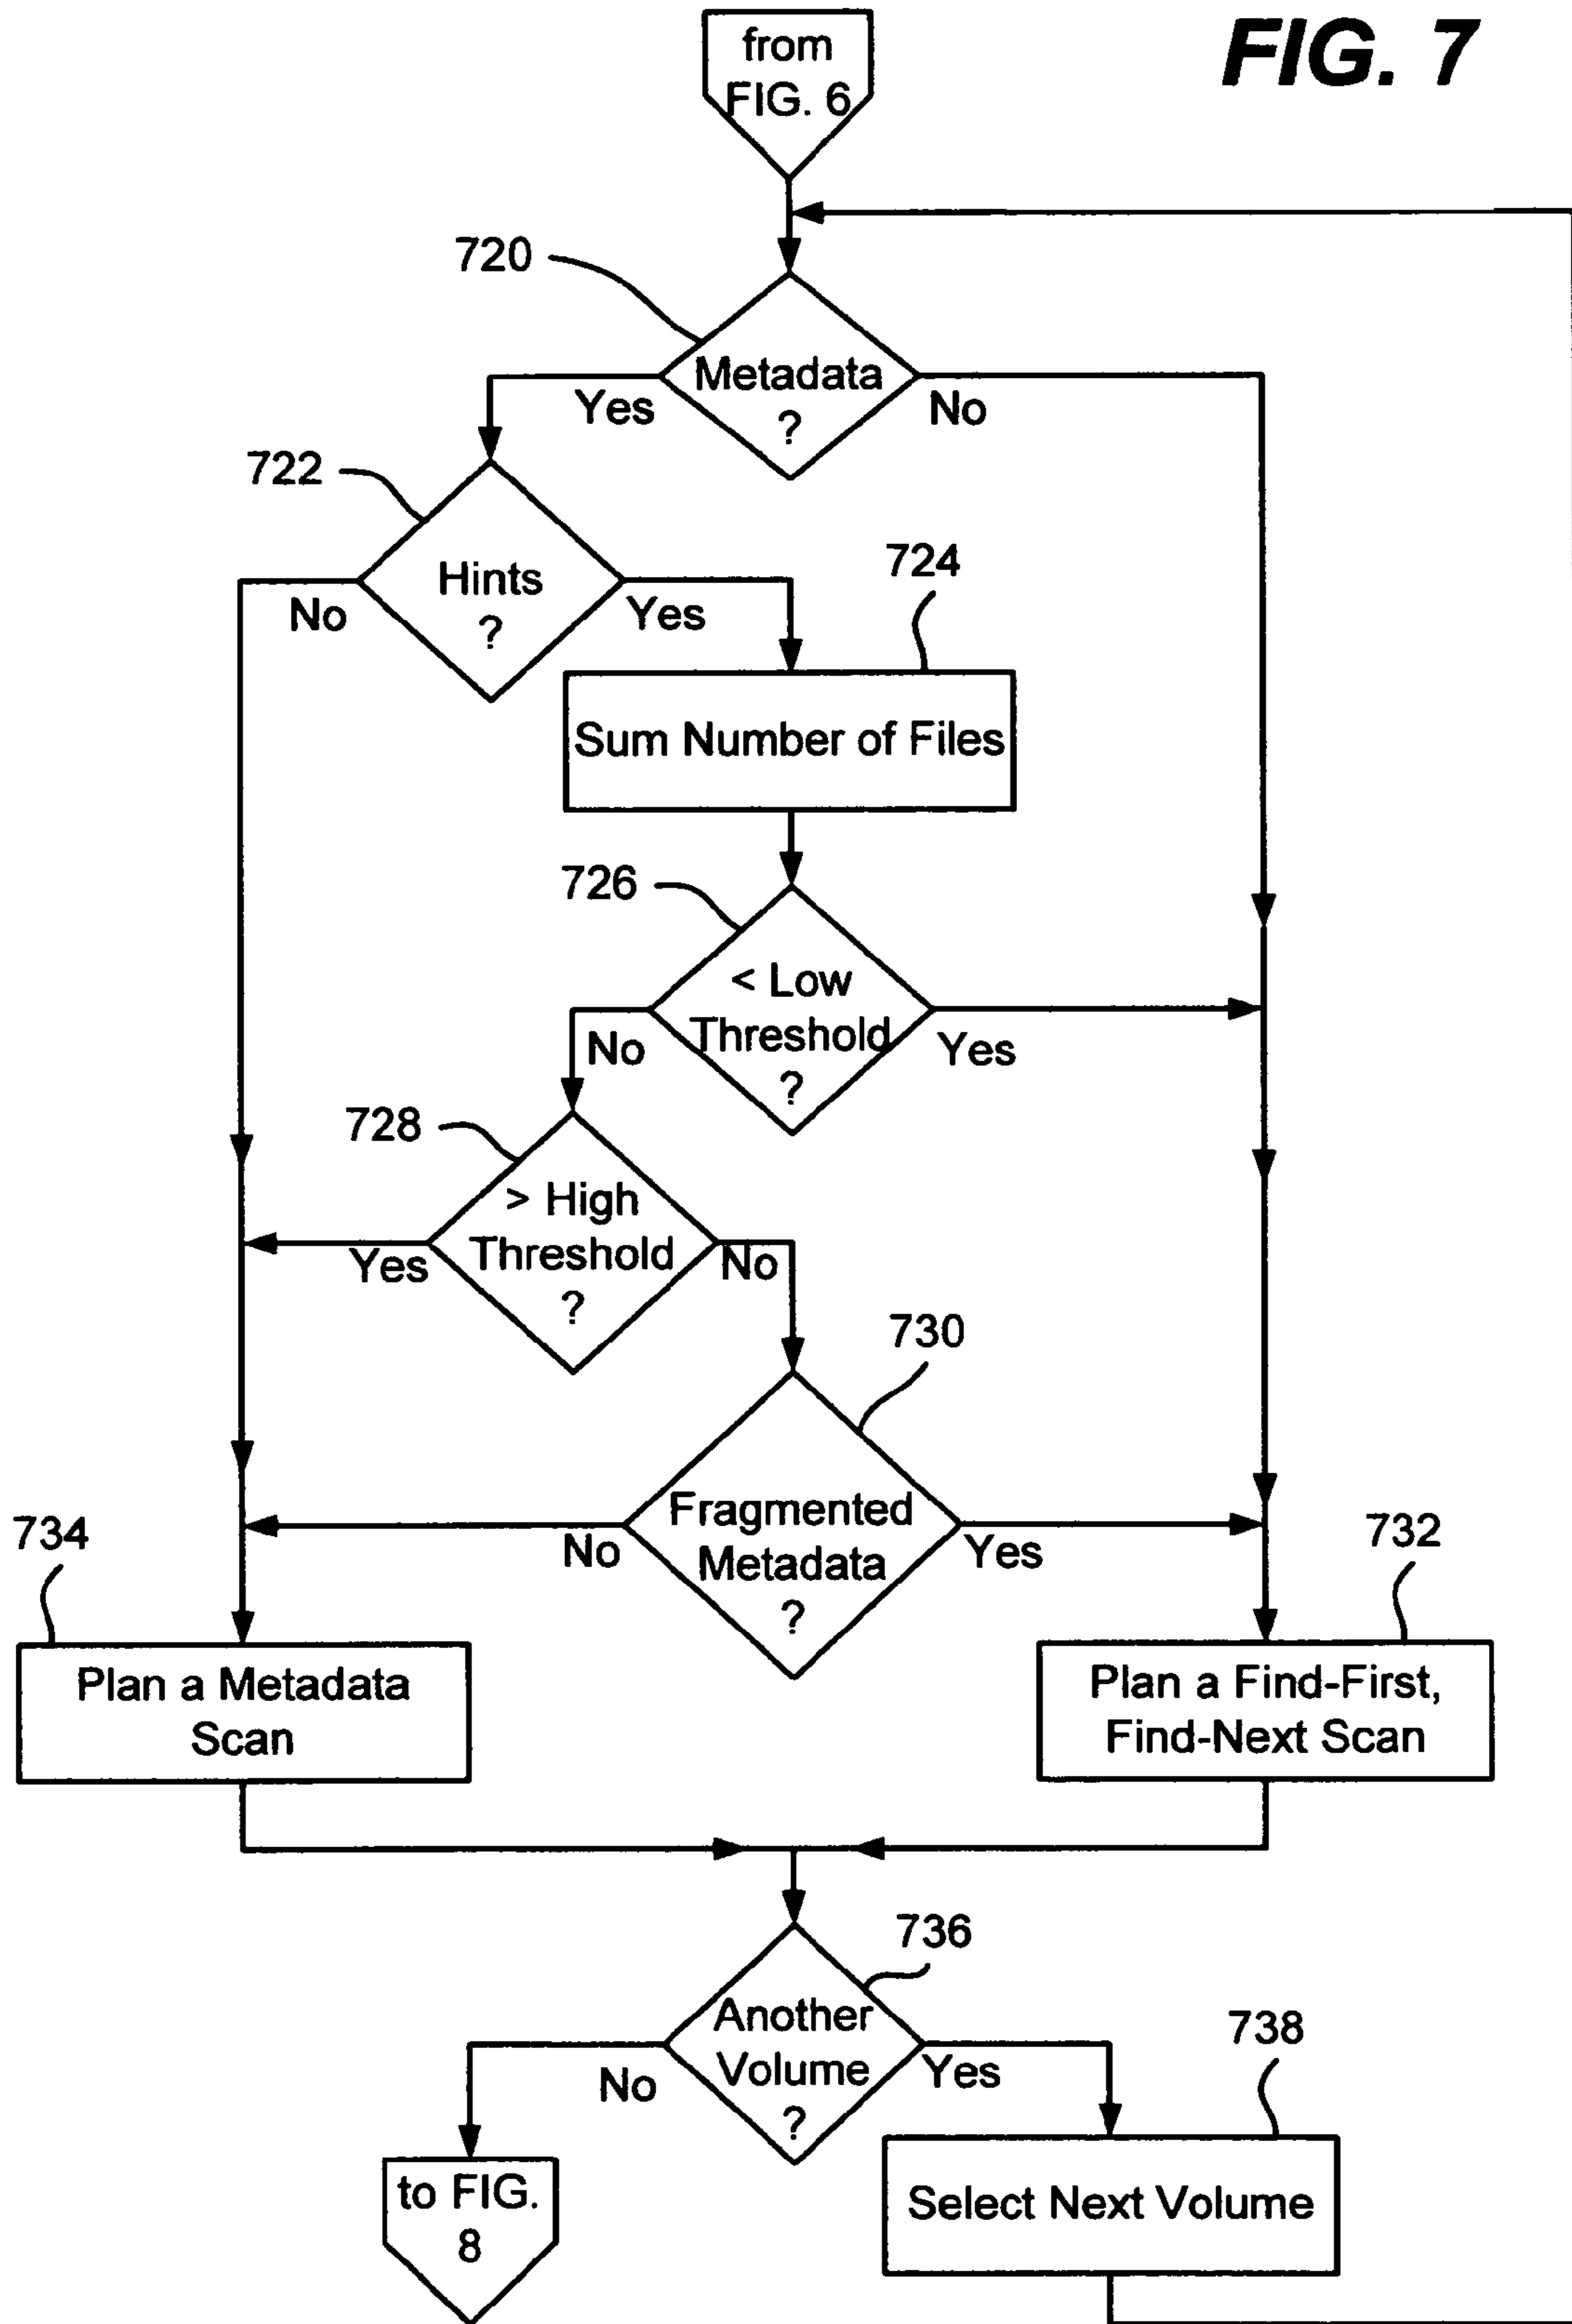 FIG. 7
from
FIG. 6
720
Metadata
?
Yes
No
722
Hints
?
No
Yes
724
Sum Number of Files
726
< Low
Threshold
?
No
Yes
728
> High
Threshold
?
Yes
No
730
Fragmented
Metadata
?
No
Yes
734
Plan a Metadata
Scan
732
Plan a Find-First,
Find-Next Scan
736
Another
Volume
?
No
Yes
738
to FIG.
8
Select Next Volume